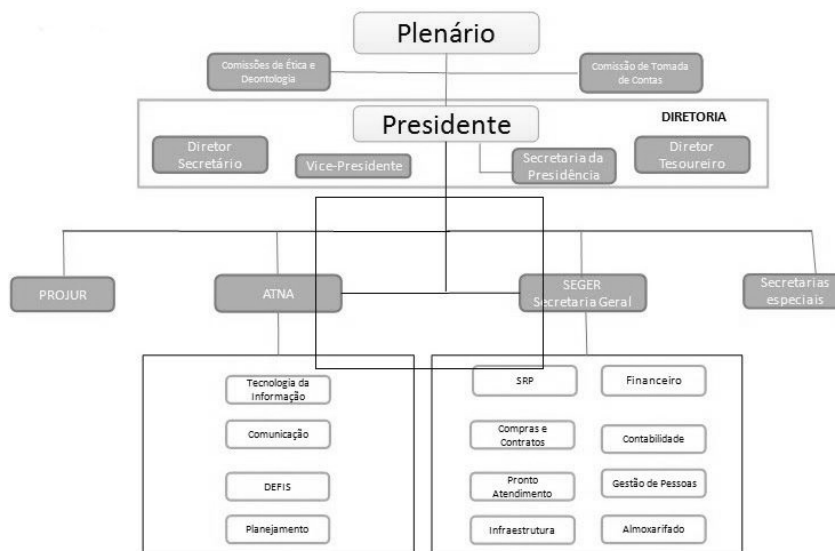 Plenário
Comissões de Ética e
Deontologia
Comissão de Tomada
de Contas
DIRETORIA
Presidente
Diretor
Secretário
Vice-Presidente
Secretaria da
Presidência
Diretor
Tesoureiro
PROJUR
ATNA
SEGER
Secretaria Geral
Secretarias
especiais
Tecnologia da
Informação
Comunicação
DEFIS
Planejamento
SRP
Financeiro
Compras e
Contratos
Contabilidade
Pronto
Atendimento
Gestão de Pessoas
Infraestrutura
Almoxarifado